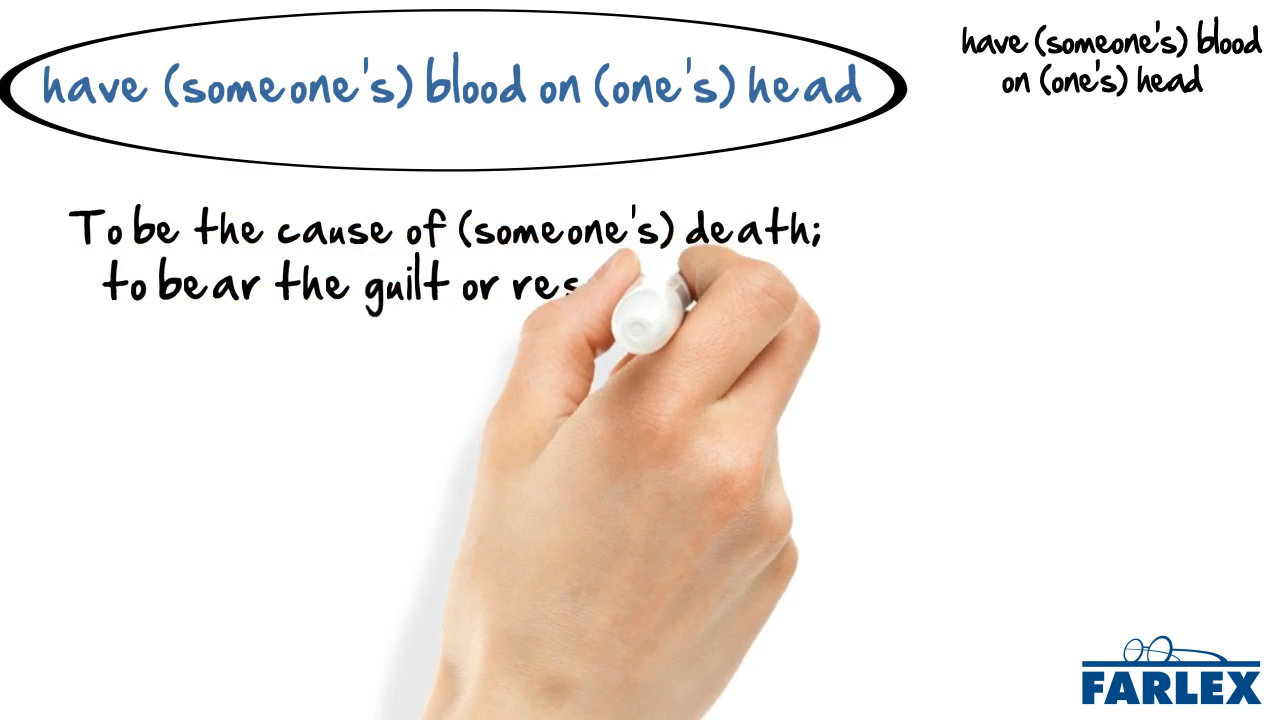 have (someone's) blood on (one's) head
have (someone's) blood
on (one's) head
To be the cause of (someone's) death;
to bear the guilt or res
FARLEX